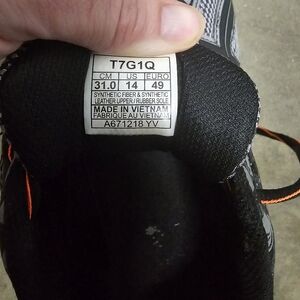 T7G1Q
CM US EURO
31.0 14 49
SYNTHETIC FIBER & SYNTHETIC
LEATHER UPPER/RUBBER SOLE
MADE IN VIETNAM
FABRIQUE AU VIETNAM
A671218 YV